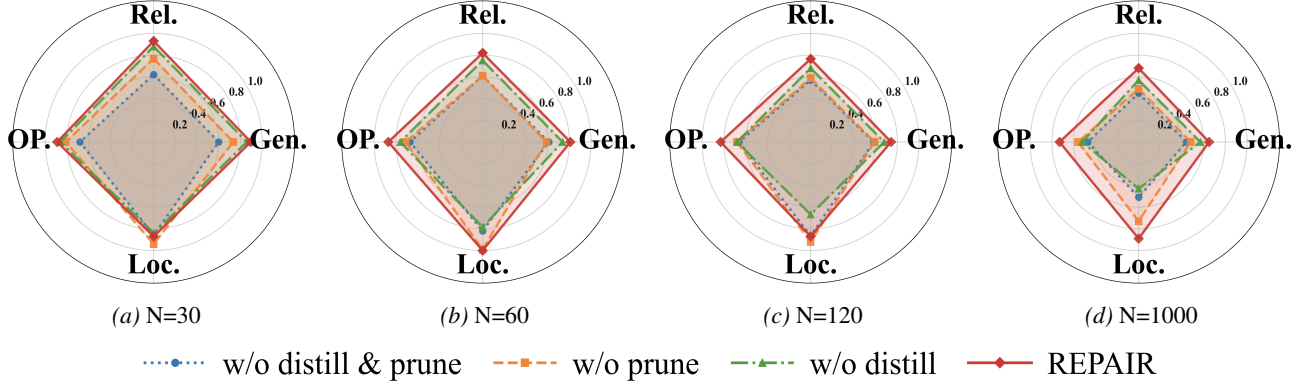 Rel. Rel. Rel. Rel.
1.0 1.0 1.0 1.0
0.8 0.8 0.8 0.8
0.6 0.6 0.6 0.6
0.4 0.4 0.4 0.4
0.2 0.2 0.2 0.2
OP. Gen. OP. Gen. OP. Gen. OP. Gen.
Loc. Loc. Loc. Loc.
(a) N=30 (b) N=60 (c) N=120 (d) N=1000
w/o distill & prune w/o prune w/o distill REPAIR